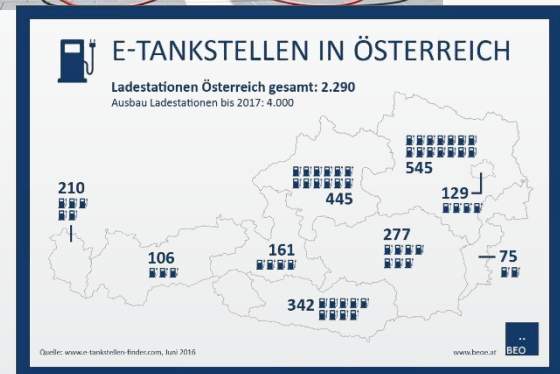 E-TANKSTELLEN IN ÖSTERREICH
Ladestationen Österreich gesamt: 2.290
Ausbau Ladestationen bis 2017: 4.000
545
129
445
210
277
75
161
106
342
Quelle: www.e-tankstellen-finder.com, Juni 2016
www.beoe.at
BEÖ